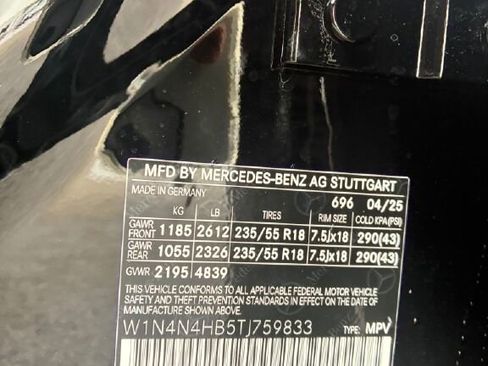 MFD BY MERCEDES-BENZ AG STUTTGART
MADE IN GERMANY 696 04/25
KG LB TIRES RIM SIZE COLD KPA(PSI)
GAWR FRONT 1185 2612 235/55 R18 7.5Jx18 290(43)
GAWR REAR 1055 2326 235/55 R18 7.5Jx18 290(43)
GVWR 2195 4839
THIS VEHICLE CONFORMS TO ALL APPLICABLE FEDERAL MOTOR VEHICLE
SAFETY AND THEFT PREVENTION STANDARDS IN EFFECT ON THE DATE
OF MANUFACTURE SHOWN ABOVE.
W1N4N4HB5TJ759833 TYPE: MPV